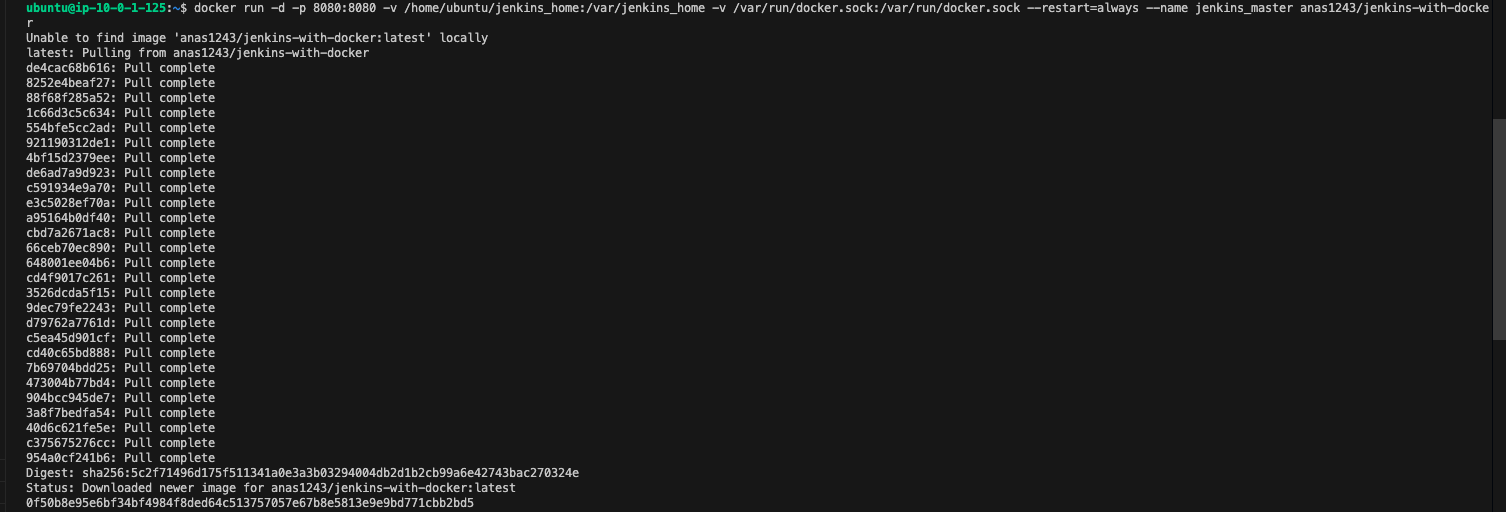 ubuntu@ip-10-0-1-125:~$ docker run -d -p 8080:8080 -v /home/ubuntu/jenkins_home:/var/jenkins_home -v /var/run/docker.sock:/var/run/docker.sock --restart=always --name jenkins_master anas1243/jenkins-with-docke
r
Unable to find image 'anas1243/jenkins-with-docker:latest' locally
latest: Pulling from anas1243/jenkins-with-docker
de4cac68b616: Pull complete
8252e4beaf27: Pull complete
88f68f285a52: Pull complete
1c66d3c5c634: Pull complete
554bfe5cc2ad: Pull complete
921190312de1: Pull complete
4bf15d2379ee: Pull complete
de6ad7a9d923: Pull complete
c591934e9a70: Pull complete
e3c5028ef70a: Pull complete
a95164b0df40: Pull complete
cbd7a2671ac8: Pull complete
66ceb70ec890: Pull complete
648001ee04b6: Pull complete
cd4f9017c261: Pull complete
3526dcda5f15: Pull complete
9dec79fe2243: Pull complete
d79762a7761d: Pull complete
c5ea45d901cf: Pull complete
cd40c65bd888: Pull complete
7b69704bdd25: Pull complete
473004b77bd4: Pull complete
904bcc945de7: Pull complete
3a8f7bedfa54: Pull complete
40d6c621fe5e: Pull complete
c375675276cc: Pull complete
954a0cf241b6: Pull complete
Digest: sha256:5c2f71496d175f511341a0e3a3b03294004db2d1b2cb99a6e42743bac270324e
Status: Downloaded newer image for anas1243/jenkins-with-docker:latest
0f50b8e95e6bf34bf4984f8ded64c513757057e67b8e5813e9e9bd771cbb2bd5